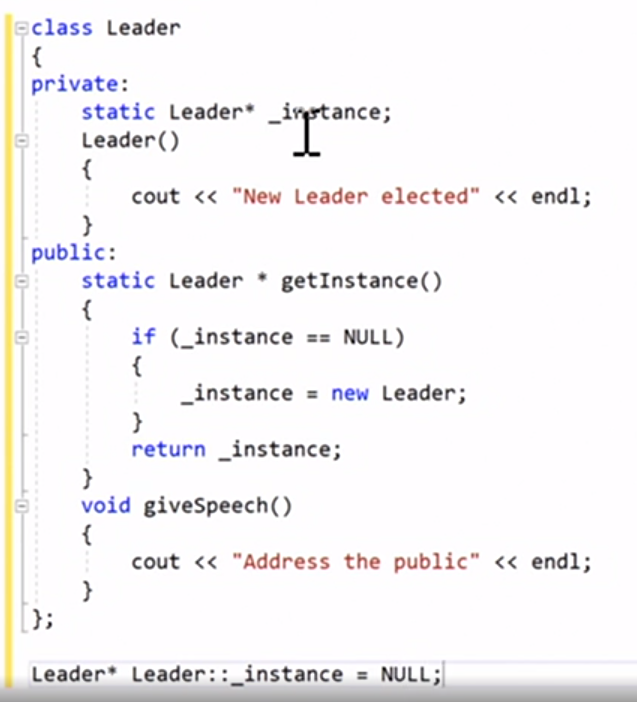 class Leader
{
private:
static Leader* _instance;
Leader()
{
cout << "New Leader elected" << endl;
}
public:
static Leader * getInstance()
{
if (_instance == NULL)
{
_instance = new Leader;
}
return _instance;
}
void giveSpeech()
{
cout << "Address the public" << endl;
}
};
Leader* Leader::_instance = NULL;